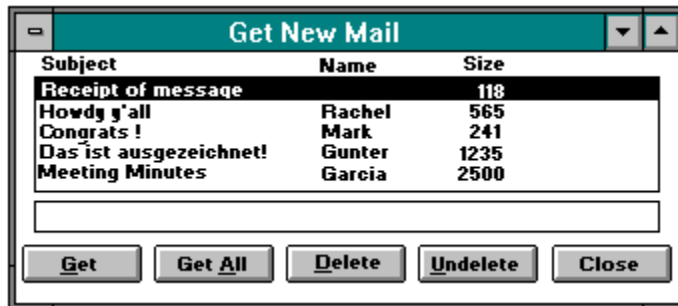 Get New Mail
Subject Name Size
Receipt of message 118
Howdy y'all Rachel 565
Congrats ! Mark 241
Das ist ausgezeichnet! Gunter 1235
Meeting Minutes Garcia 2500
Get Get All Delete Undelete Close